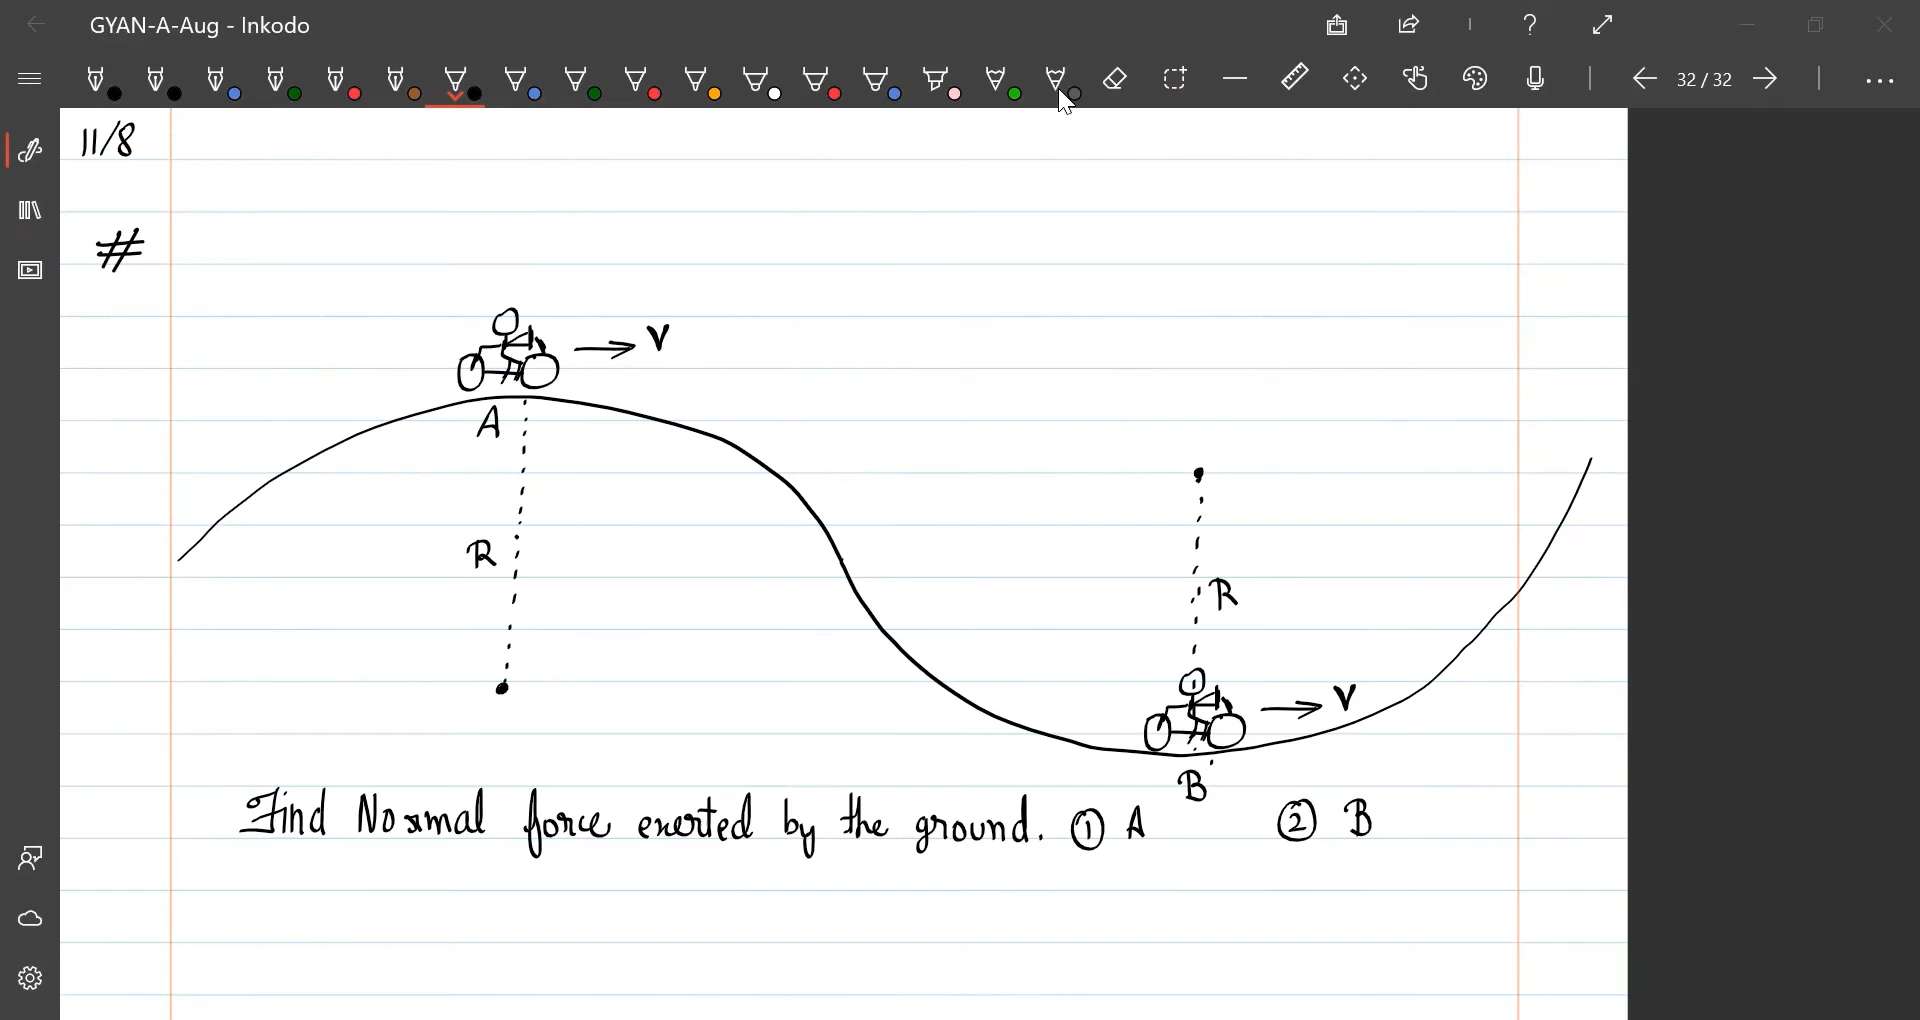 GYAN-A-Aug - Inkodo
32 / 32
11/8
#
V
A
R
R
V
B
Find Normal force exerted by the ground. ① A ② B